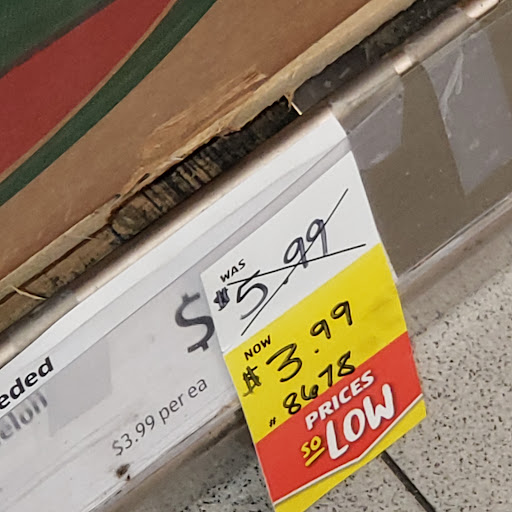 eded
elon
$
$3.99 per ea
WAS
$5.99
NOW
$3.99
# 8678
PRICES
SO LOW